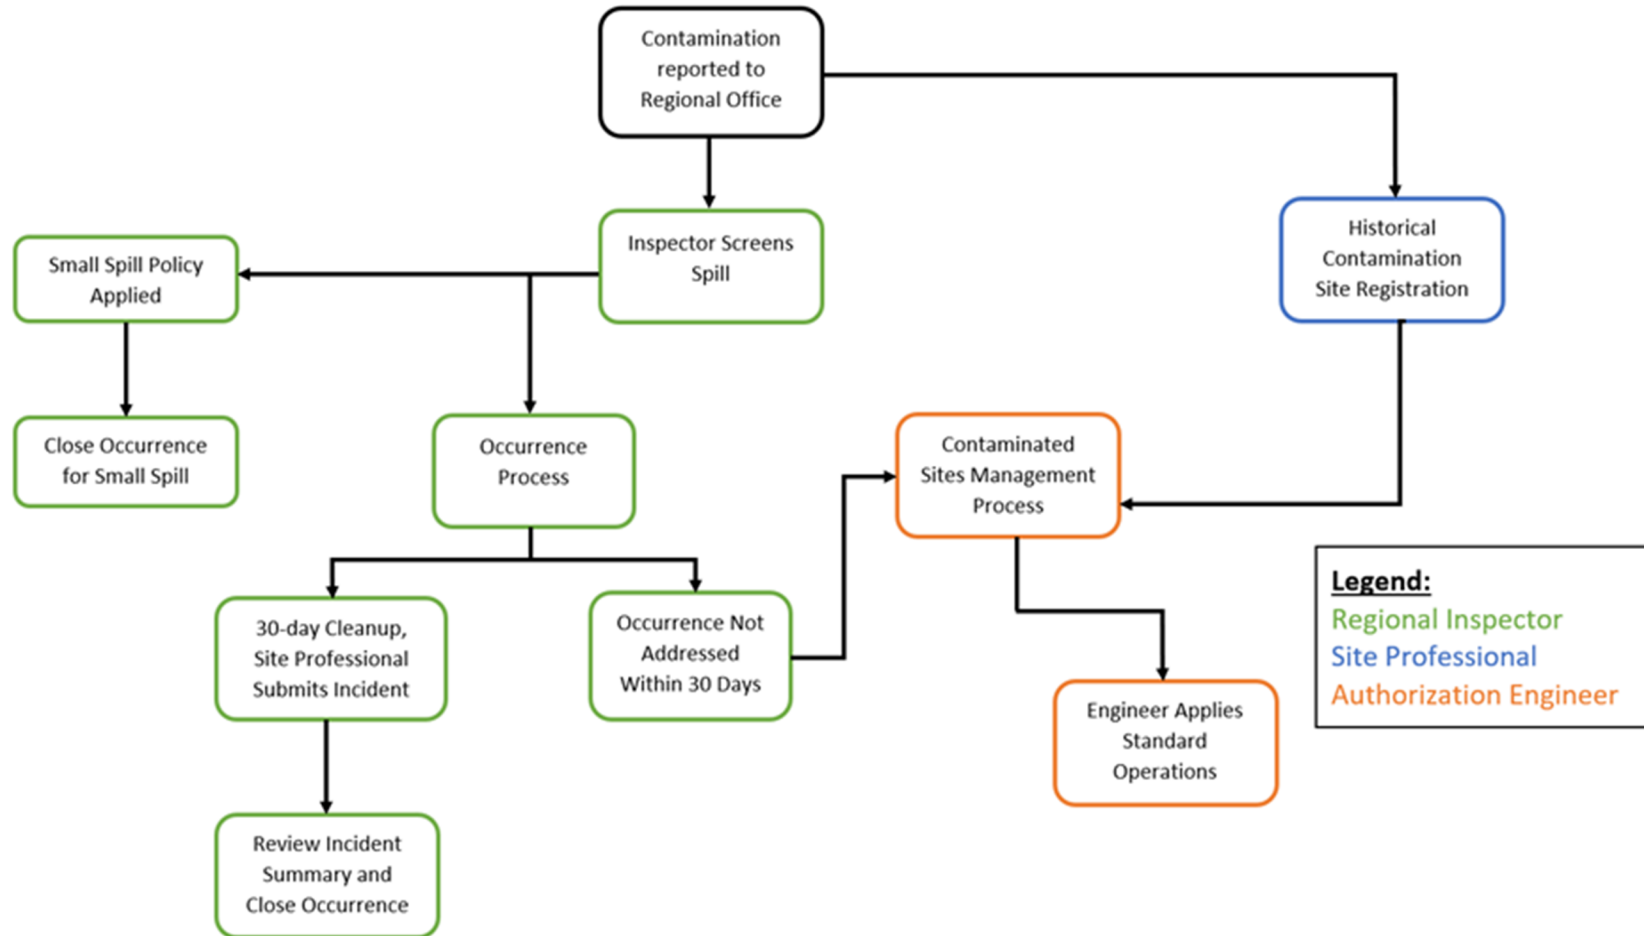 Contamination
reported to
Regional Office
Inspector Screens
Spill
Historical
Contamination
Site Registration
Small Spill Policy
Applied
Close Occurrence
for Small Spill
Occurrence
Process
Contaminated
Sites Management
Process
30-day Cleanup,
Site Professional
Submits Incident
Occurrence Not
Addressed
Within 30 Days
Legend:
Regional Inspector
Site Professional
Authorization Engineer
Engineer Applies
Standard
Operations
Review Incident
Summary and
Close Occurrence